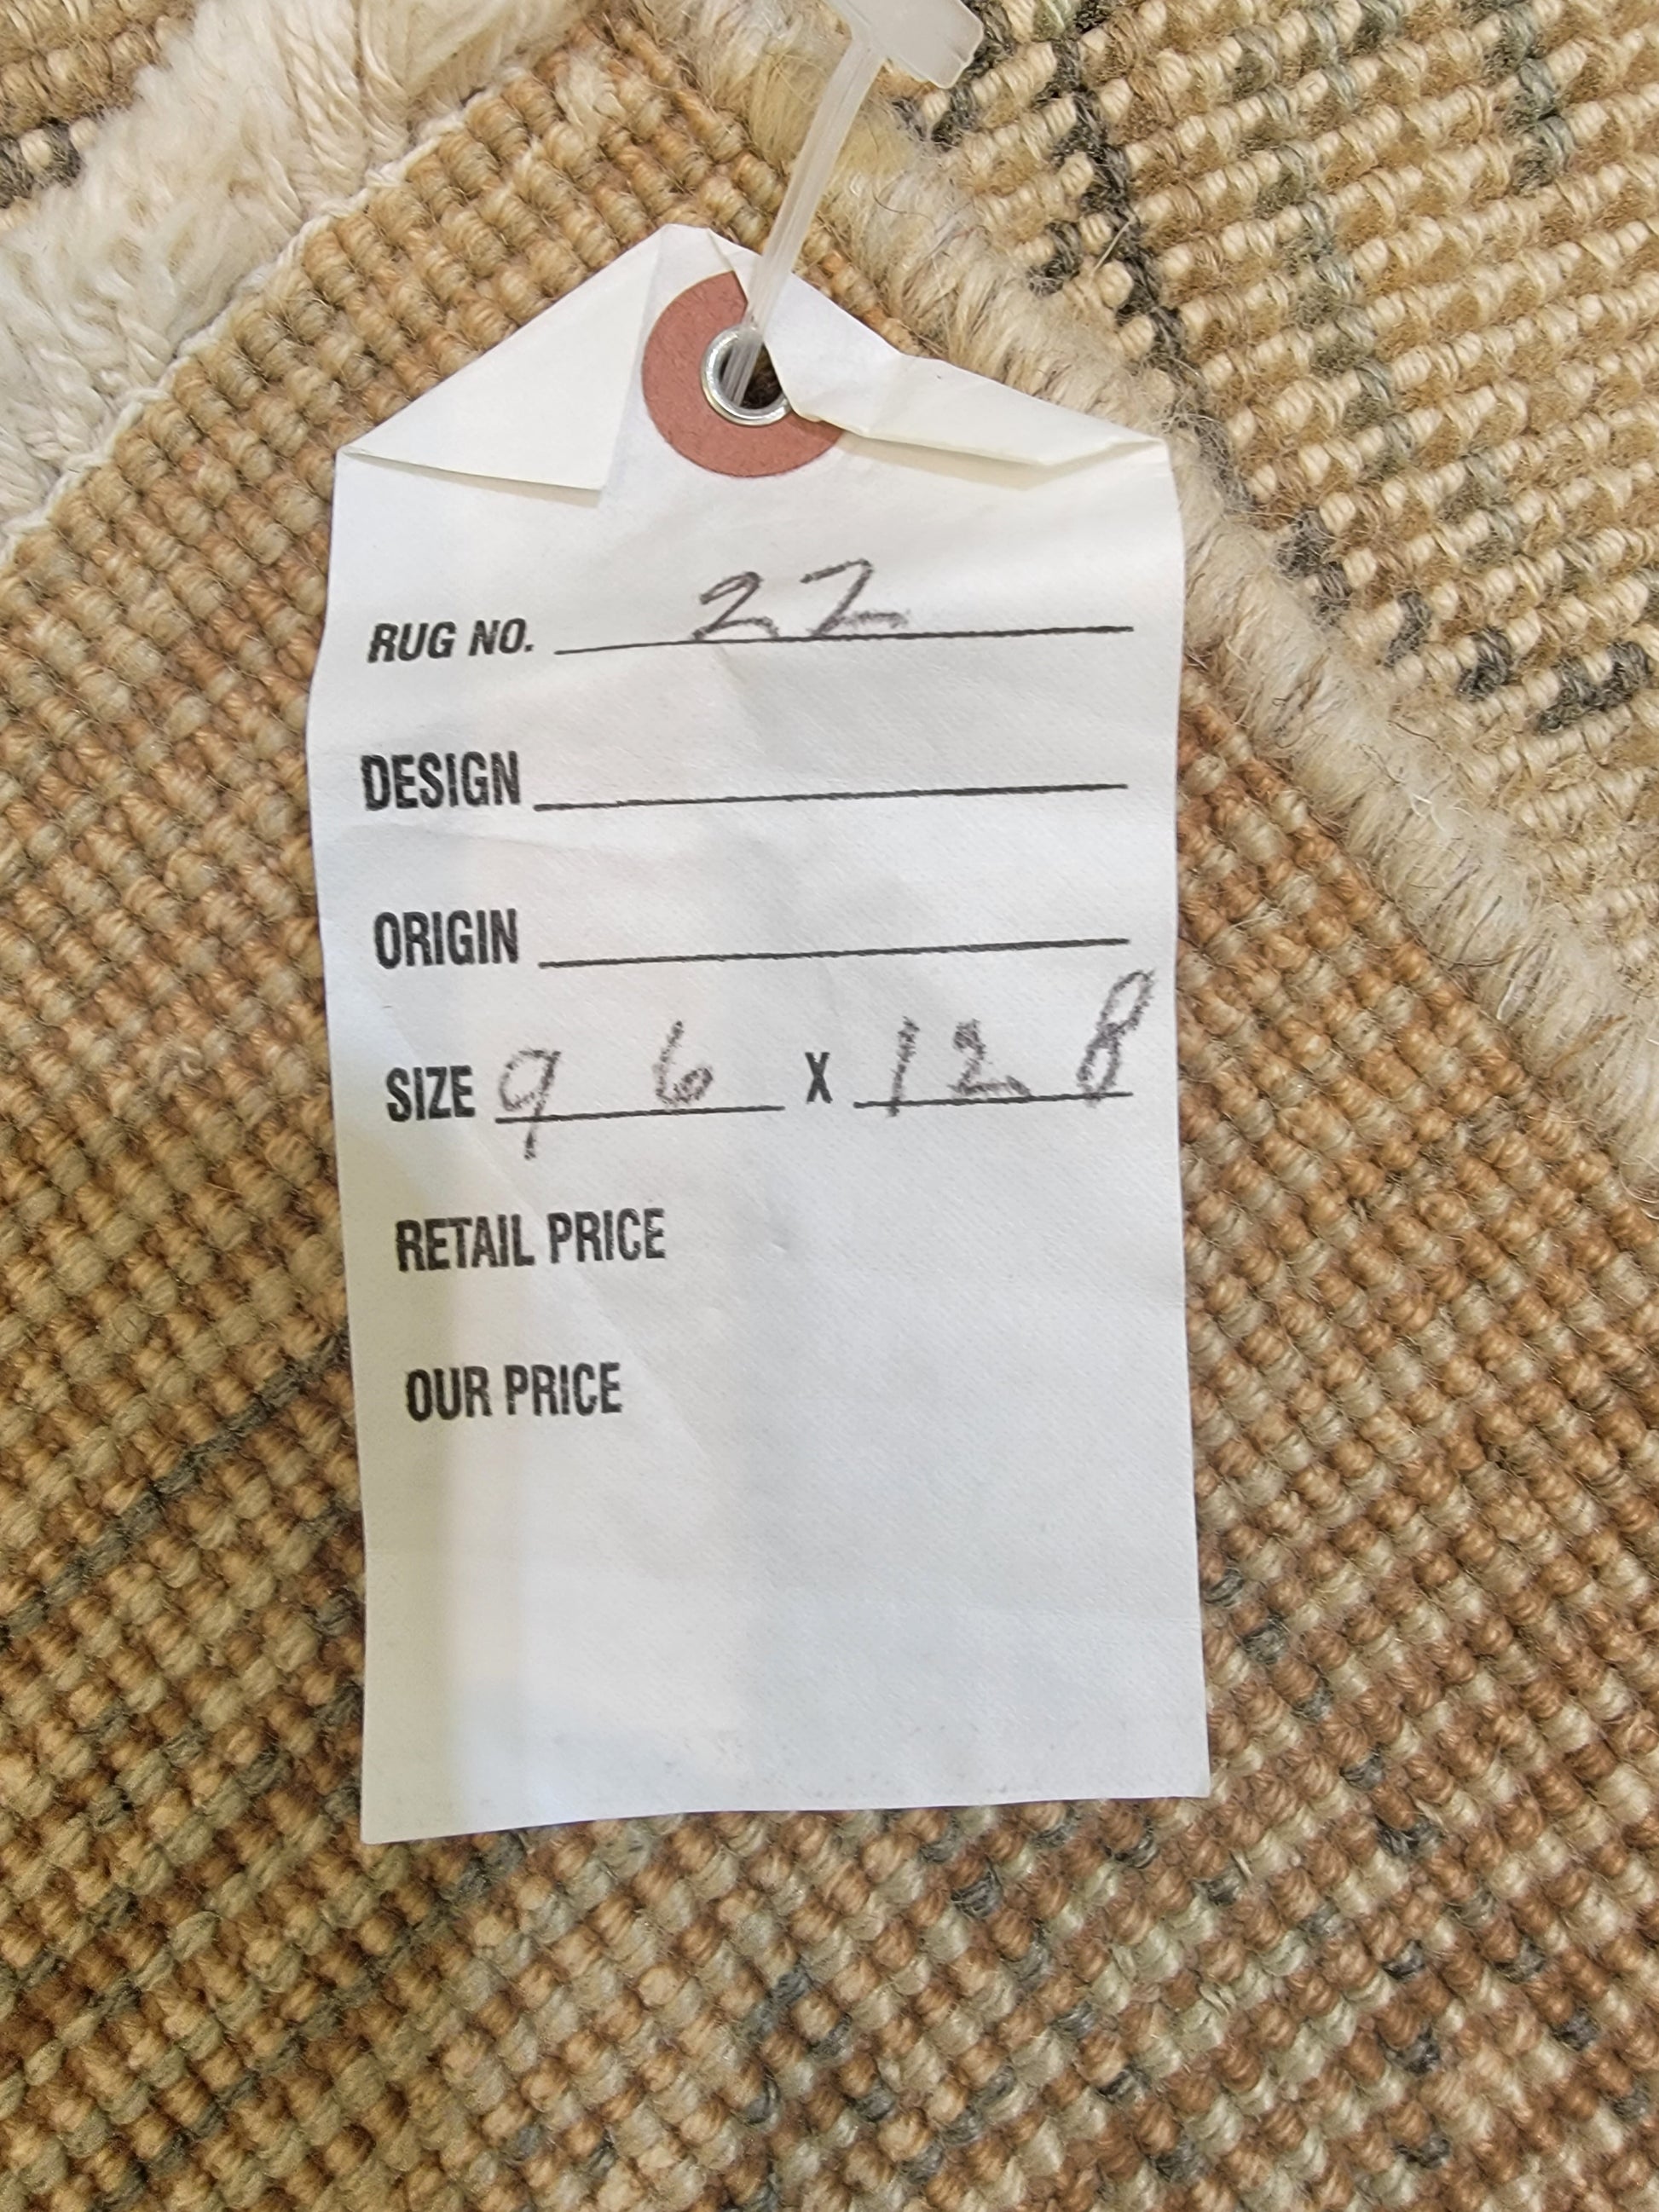 RUG NO. 22
DESIGN
ORIGIN
SIZE 9 6 X 12 8
RETAIL PRICE
OUR PRICE